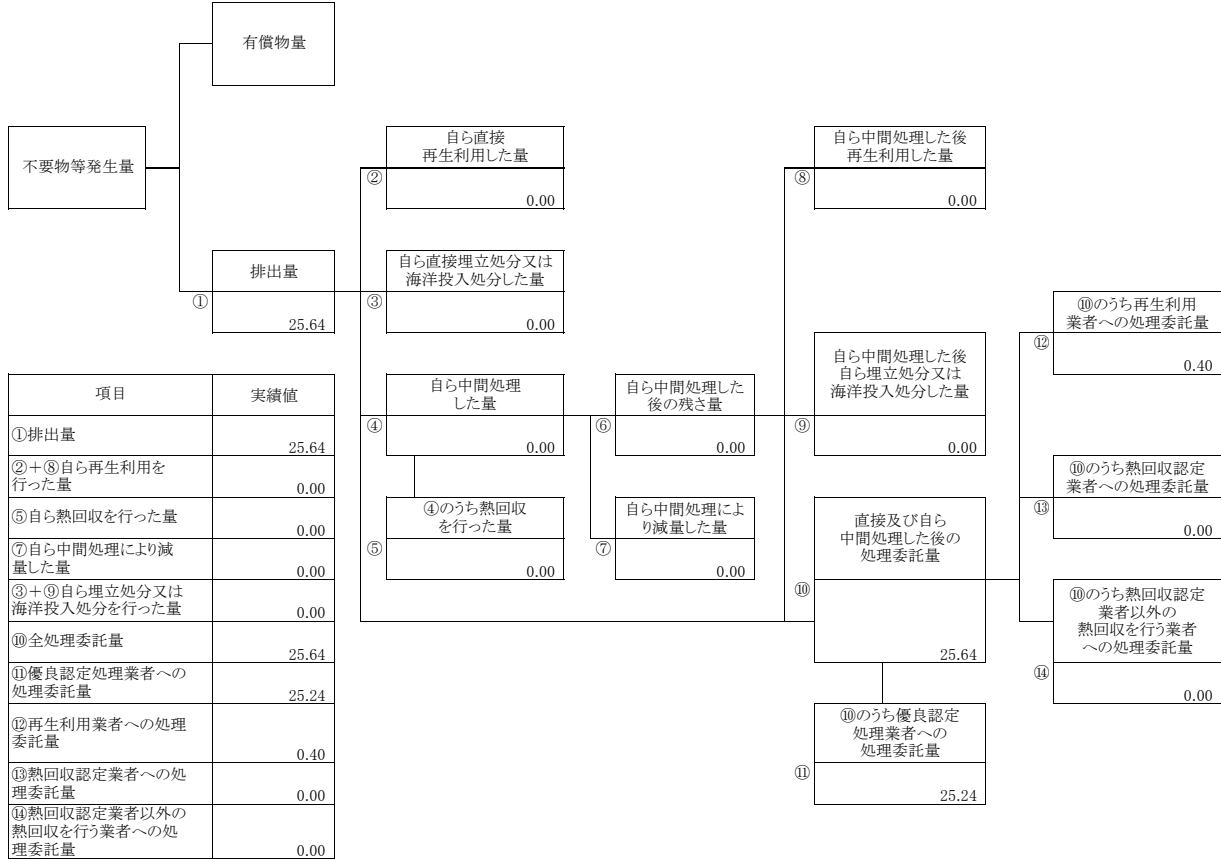 有償物量
不要物等発生量
自ら直接
再生利用した量
②
0.00
自ら中間処理した後
再生利用した量
⑧
0.00
排出量
①
25.64
自ら直接埋立処分又は
海洋投入処分した量
③
0.00
⑩のうち再生利用
業者への処理委託量
⑫
0.40
自ら中間処理
した量
④
0.00
自ら中間処理した
後の残さ量
⑥
0.00
自ら中間処理した後
自ら埋立処分又は
海洋投入処分した量
⑨
0.00
⑩のうち熱回収認定
業者への処理委託量
⑬
0.00
④のうち熱回収
を行った量
⑤
0.00
自ら中間処理によ
り減量した量
⑦
0.00
直接及び自ら
中間処理した後の
処理委託量
⑩
25.64
⑩のうち熱回収認定
業者以外の
熱回収を行う業者
への処理委託量
⑭
0.00
⑩のうち優良認定
処理業者への
処理委託量
⑪
25.24
項目 実績値
①排出量
25.64
②+⑧自ら再生利用を
行った量
0.00
⑤自ら熱回収を行った量
0.00
⑦自ら中間処理により減
量した量
0.00
③+⑨自ら埋立処分又は
海洋投入処分を行った量
0.00
⑩全処理委託量
25.64
⑪優良認定処理業者への
処理委託量
25.24
⑫再生利用業者への処理
委託量
0.40
⑬熱回収認定業者への処
理委託量
0.00
⑭熱回収認定業者以外の
熱回収を行う業者への処
理委託量
0.00